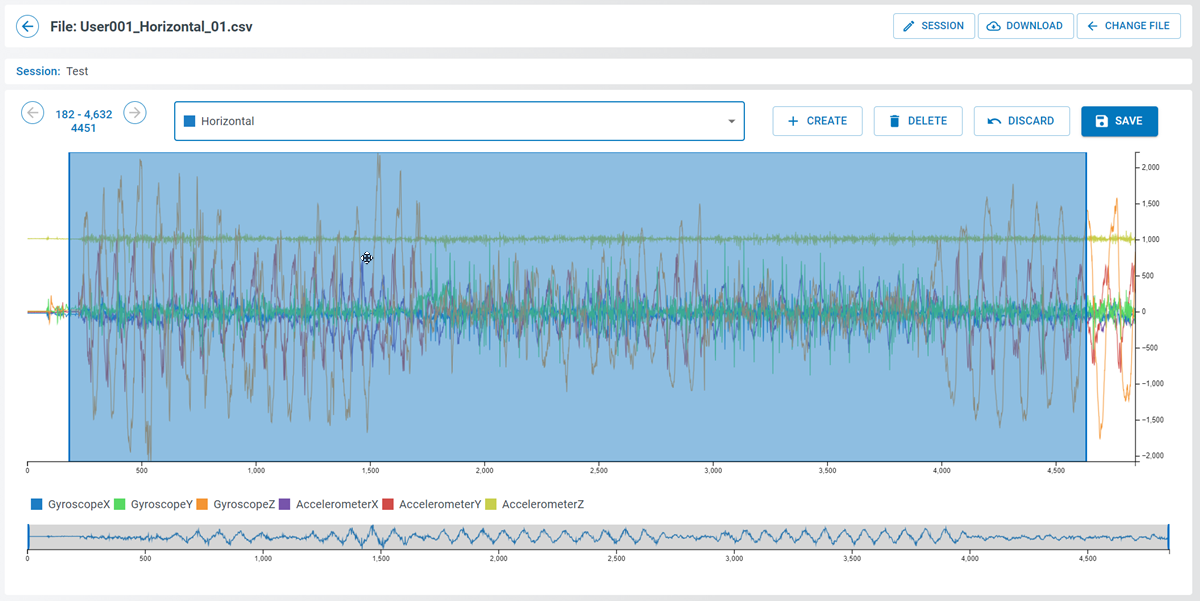 File: User001_Horizontal_01.csv
SESSION
DOWNLOAD
CHANGE FILE
Session: Test
182 - 4,632
4451
Horizontal
CREATE
DELETE
DISCARD
SAVE
2,000
1,500
1,000
500
0
−500
−1,000
−1,500
−2,000
0 500 1,000 1,500 2,000 2,500 3,000 3,500 4,000 4,500
GyroscopeX GyroscopeY GyroscopeZ AccelerometerX AccelerometerY AccelerometerZ
0 500 1,000 1,500 2,000 2,500 3,000 3,500 4,000 4,500